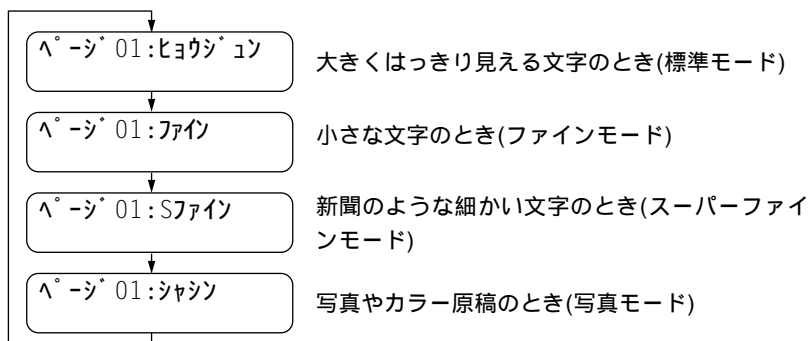 ﾍﾟｰｼﾞ01:ﾋｮｳｼﾞｭﾝ
大きくはっきり見える文字のとき(標準モード)
ﾍﾟｰｼﾞ01:ﾌｧｲﾝ
小さな文字のとき(ファインモード)
ﾍﾟｰｼﾞ01:Sﾌｧｲﾝ
新聞のような細かい文字のとき(スーパーファイ
ンモード)
ﾍﾟｰｼﾞ01:ｼｬｼﾝ
写真やカラー原稿のとき(写真モード)